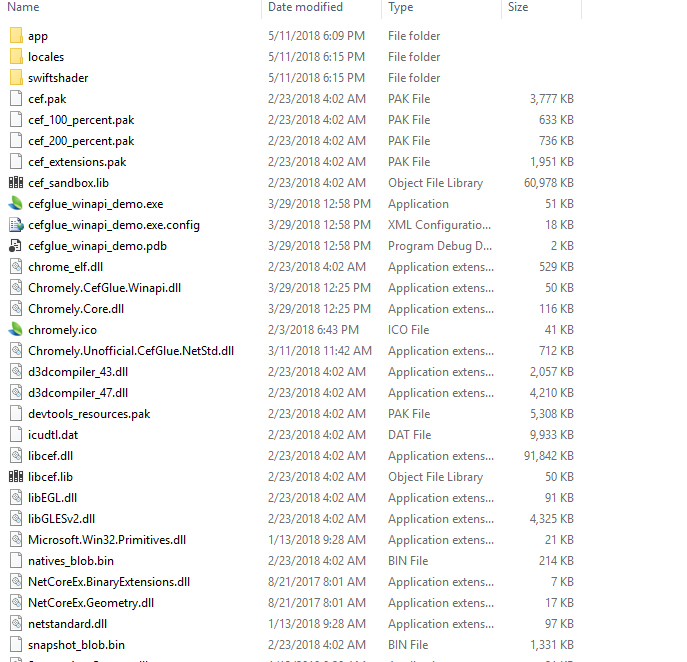 Name Date modified Type Size
app 5/11/2018 6:09 PM File folder
locales 5/11/2018 6:15 PM File folder
swiftshader 5/11/2018 6:15 PM File folder
cef.pak 2/23/2018 4:02 AM PAK File 3,777 KB
cef_100_percent.pak 2/23/2018 4:02 AM PAK File 633 KB
cef_200_percent.pak 2/23/2018 4:02 AM PAK File 736 KB
cef_extensions.pak 2/23/2018 4:02 AM PAK File 1,951 KB
cef_sandbox.lib 2/23/2018 4:02 AM Object File Library 60,978 KB
cefglue_winapi_demo.exe 3/29/2018 12:58 PM Application 51 KB
cefglue_winapi_demo.exe.config 3/29/2018 12:58 PM XML Configuratio... 18 KB
cefglue_winapi_demo.pdb 3/29/2018 12:58 PM Program Debug D... 2 KB
chrome_elf.dll 2/23/2018 4:02 AM Application extens... 529 KB
Chromely.CefGlue.Winapi.dll 3/29/2018 12:25 PM Application extens... 50 KB
Chromely.Core.dll 3/29/2018 12:25 PM Application extens... 116 KB
chromely.ico 2/3/2018 6:43 PM ICO File 41 KB
Chromely.Unofficial.CefGlue.NetStd.dll 3/11/2018 11:42 AM Application extens... 712 KB
d3dcompiler_43.dll 2/23/2018 4:02 AM Application extens... 2,057 KB
d3dcompiler_47.dll 2/23/2018 4:02 AM Application extens... 4,210 KB
devtools_resources.pak 2/23/2018 4:02 AM PAK File 5,308 KB
icudtl.dat 2/23/2018 4:02 AM DAT File 9,933 KB
libcef.dll 2/23/2018 4:02 AM Application extens... 91,842 KB
libcef.lib 2/23/2018 4:02 AM Object File Library 50 KB
libEGL.dll 2/23/2018 4:02 AM Application extens... 91 KB
libGLESv2.dll 2/23/2018 4:02 AM Application extens... 4,325 KB
Microsoft.Win32.Primitives.dll 1/13/2018 9:28 AM Application extens... 21 KB
natives_blob.bin 2/23/2018 4:02 AM BIN File 214 KB
NetCoreEx.BinaryExtensions.dll 8/21/2017 8:01 AM Application extens... 7 KB
NetCoreEx.Geometry.dll 8/21/2017 8:01 AM Application extens... 17 KB
netstandard.dll 1/13/2018 9:28 AM Application extens... 97 KB
snapshot_blob.bin 2/23/2018 4:02 AM BIN File 1,331 KB